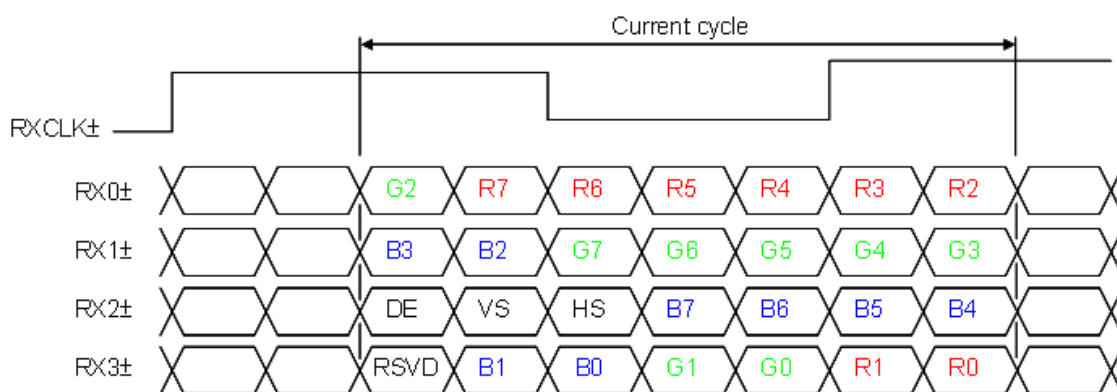 Current cycle
RXCLK±
RX0± G2 R7 R6 R5 R4 R3 R2
RX1± B3 B2 G7 G6 G5 G4 G3
RX2± DE VS HS B7 B6 B5 B4
RX3± RSVD B1 B0 G1 G0 R1 R0